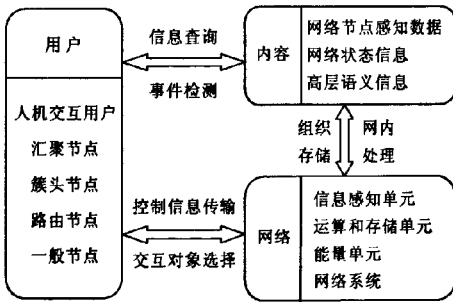 用户
人机交互用户
汇聚节点
簇头节点
路由节点
一般节点
信息查询
事件检测
内容
网络节点感知数据
网络状态信息
高层语义信息
组织 网内
存储 处理
控制信息传输
交互对象选择
网络
信息感知单元
运算和存储单元
能量单元
网络系统